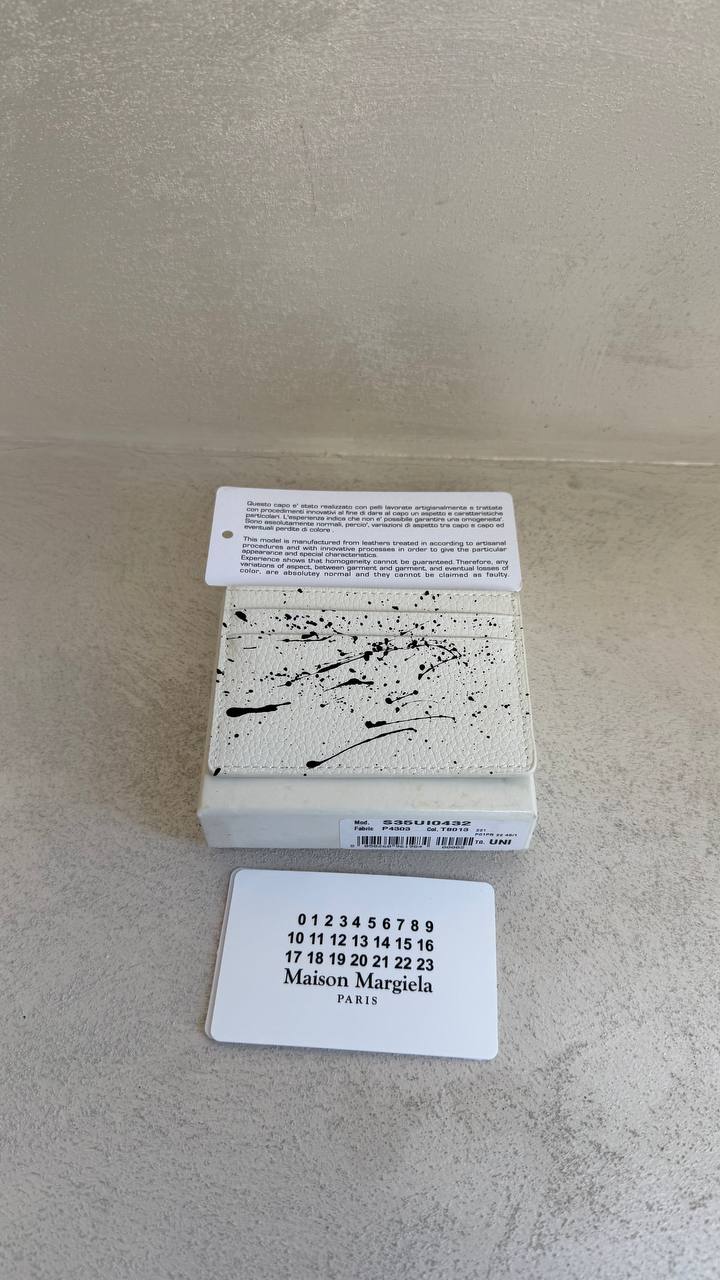 Questo capo e' stato realizzato con pelli lavorate artigianalmente e trattate
con procedimenti innovativi al fine di dare al capo un aspetto e caratteristiche
particolari. L'esperienza indica che non e' possibile garantire una omogeneita'.
Sono assolutamente normali, percio', variazioni di aspetto tra capo e capo ed
eventuali perdite di colore .
This model is manufactured from leathers treated in according to artisanal
procedures and with innovative processes in order to give the particular
appearance and special characteristics.
Experience shows that homogeneity cannot be guaranteed. Therefore, any
variations of aspect, between garment and garment, and eventual losses of
color, are absolutey normal and they cannot be claimed as faulty.
Mod. S35UI0432
Fabric P4303 Col. T8013 221
TG. UNI
0 1 2 3 4 5 6 7 8 9
10 11 12 13 14 15 16
17 18 19 20 21 22 23
Maison Margiela
PARIS